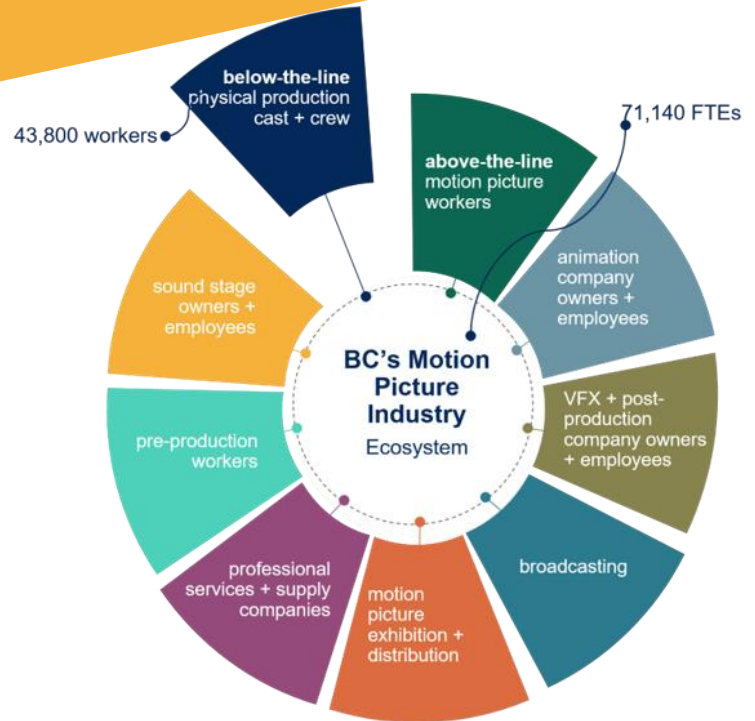 below-the-line
physical production
cast + crew
43,800 workers
71,140 FTEs
above-the-line
motion picture
workers
animation
company
owners +
employees
sound stage
owners +
employees
BC's Motion
Picture
Industry
Ecosystem
VFX + post-
production
company owners
+ employees
pre-production
workers
broadcasting
professional
services + supply
companies
motion
picture
exhibition +
distribution